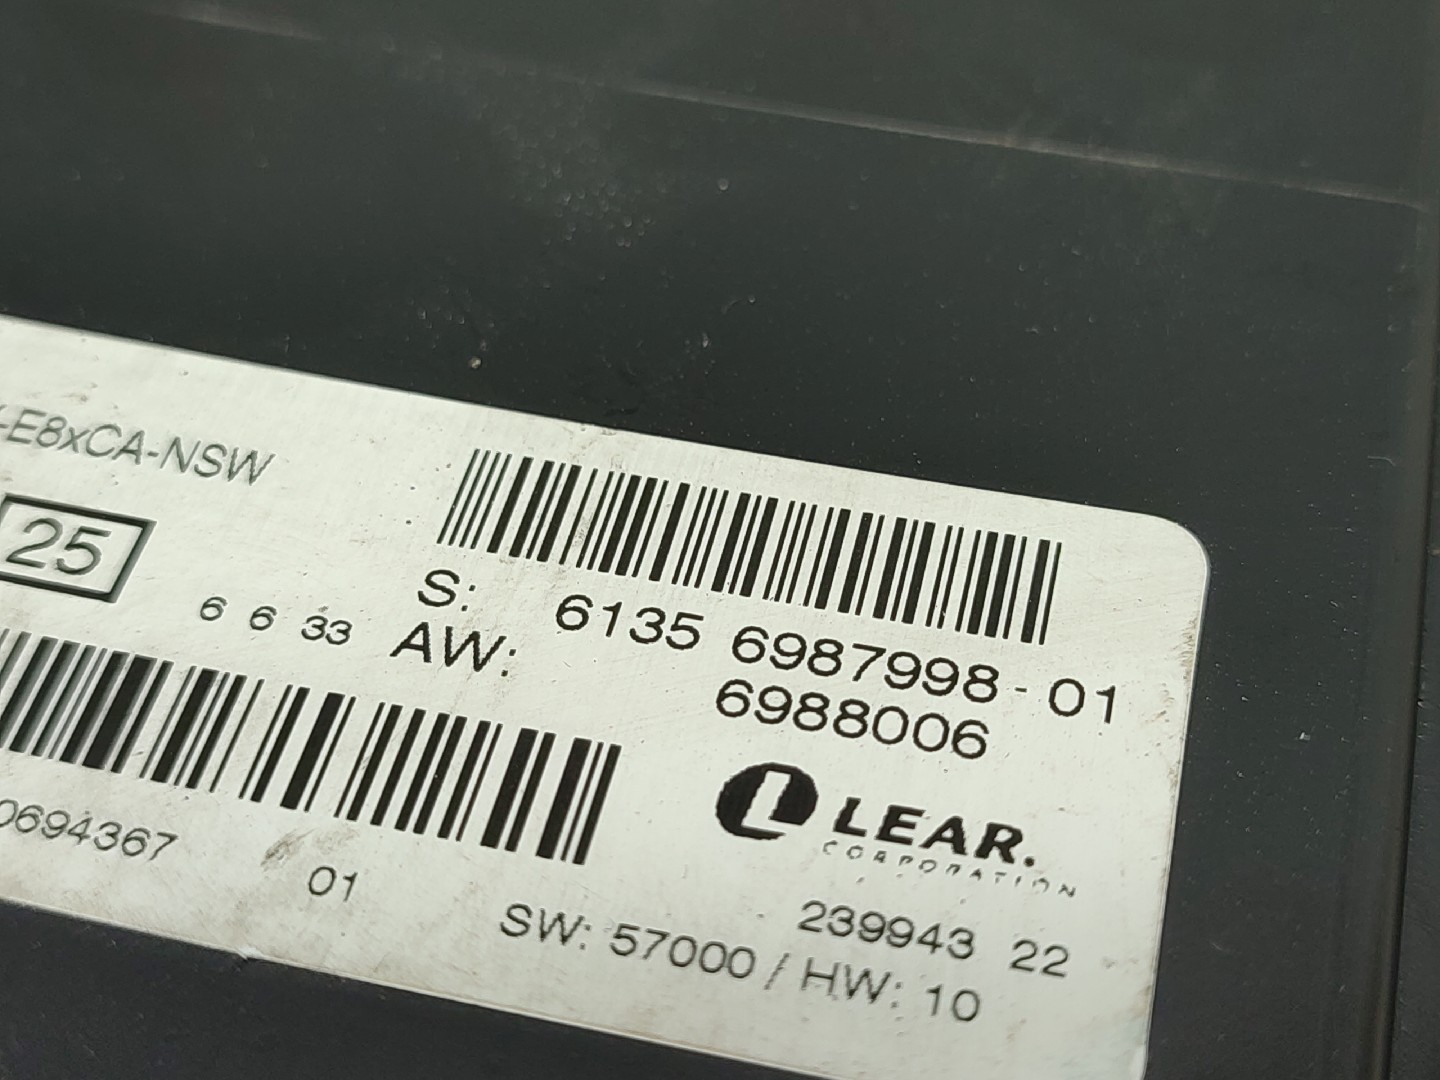 -E8xCA-NSW
25
6 6 33
S: 6135 6987998-01
AW: 6988006
LEAR.
CORPORATION
0694367
01
239943 22
SW: 57000 / HW: 10